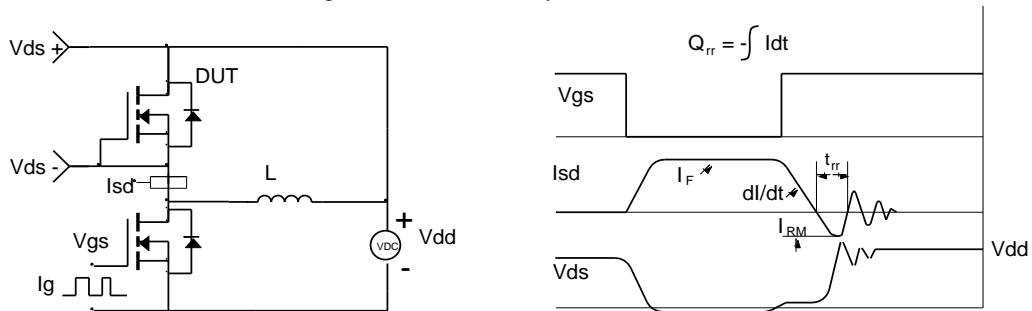 Vds +
DUT
Vds -
Isd
L
Vgs
Ig
VDC
+
-
Vdd
Qrr = -∫ Idt
Vgs
Isd
IF
dI/dt
trr
IRM
Vdd
Vds